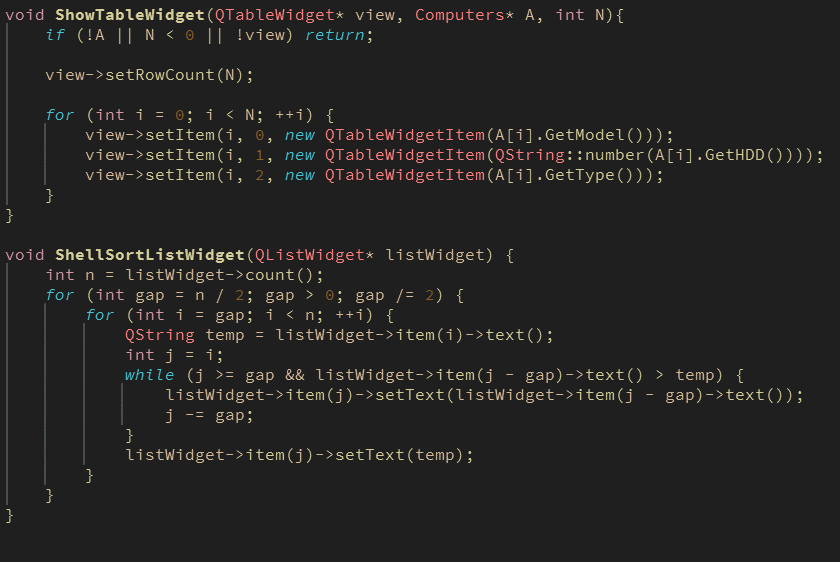 void ShowTableWidget(QTableWidget* view, Computers* A, int N){
    if (!A || N < 0 || !view) return;

    view->setRowCount(N);

    for (int i = 0; i < N; ++i) {
        view->setItem(i, 0, new QTableWidgetItem(A[i].GetModel()));
        view->setItem(i, 1, new QTableWidgetItem(QString::number(A[i].GetHDD())));
        view->setItem(i, 2, new QTableWidgetItem(A[i].GetType()));
    }
}

void ShellSortListWidget(QListWidget* listWidget) {
    int n = listWidget->count();
    for (int gap = n / 2; gap > 0; gap /= 2) {
        for (int i = gap; i < n; ++i) {
            QString temp = listWidget->item(i)->text();
            int j = i;
            while (j >= gap && listWidget->item(j - gap)->text() > temp) {
                listWidget->item(j)->setText(listWidget->item(j - gap)->text());
                j -= gap;
            }
            listWidget->item(j)->setText(temp);
        }
    }
}